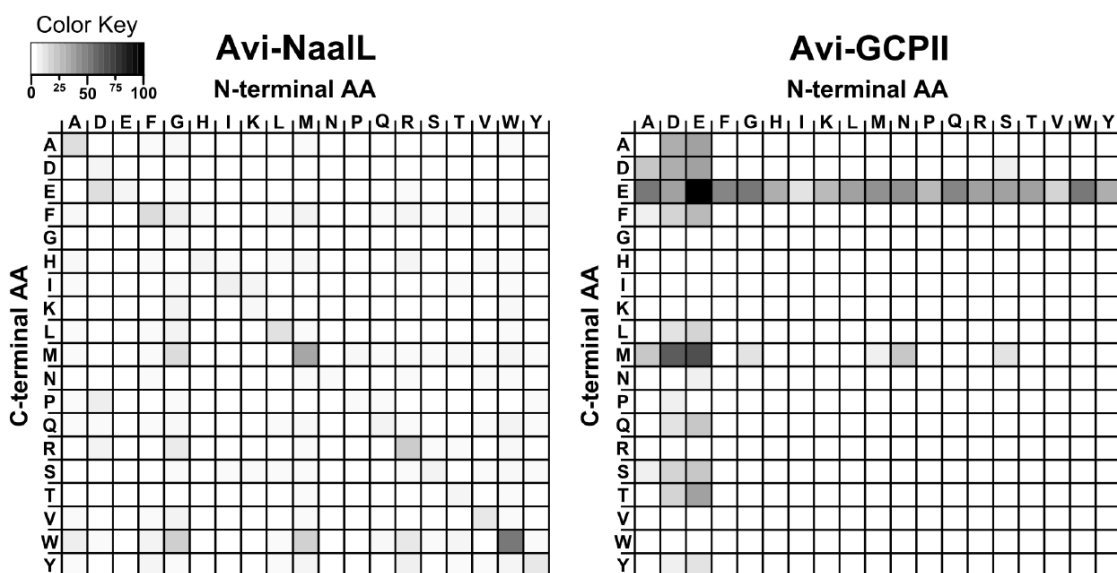 Color Key
0 25 50 75 100
Avi-NaalL
N-terminal AA
A D E F G H I K L M N P Q R S T V W Y
C-terminal AA
A
D
E
F
G
H
I
K
L
M
N
P
Q
R
S
T
V
W
Y
Avi-GCPII
N-terminal AA
A D E F G H I K L M N P Q R S T V W Y
C-terminal AA
A
D
E
F
G
H
I
K
L
M
N
P
Q
R
S
T
V
W
Y